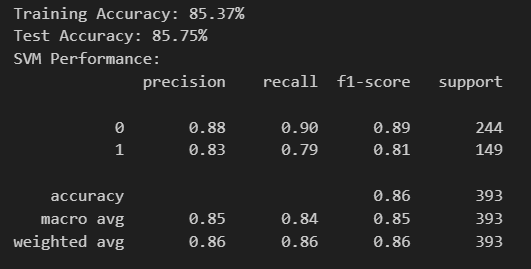 Training Accuracy: 85.37%
Test Accuracy: 85.75%
SVM Performance:
precision recall f1-score support
0 0.88 0.90 0.89 244
1 0.83 0.79 0.81 149
accuracy 0.86 393
macro avg 0.85 0.84 0.85 393
weighted avg 0.86 0.86 0.86 393